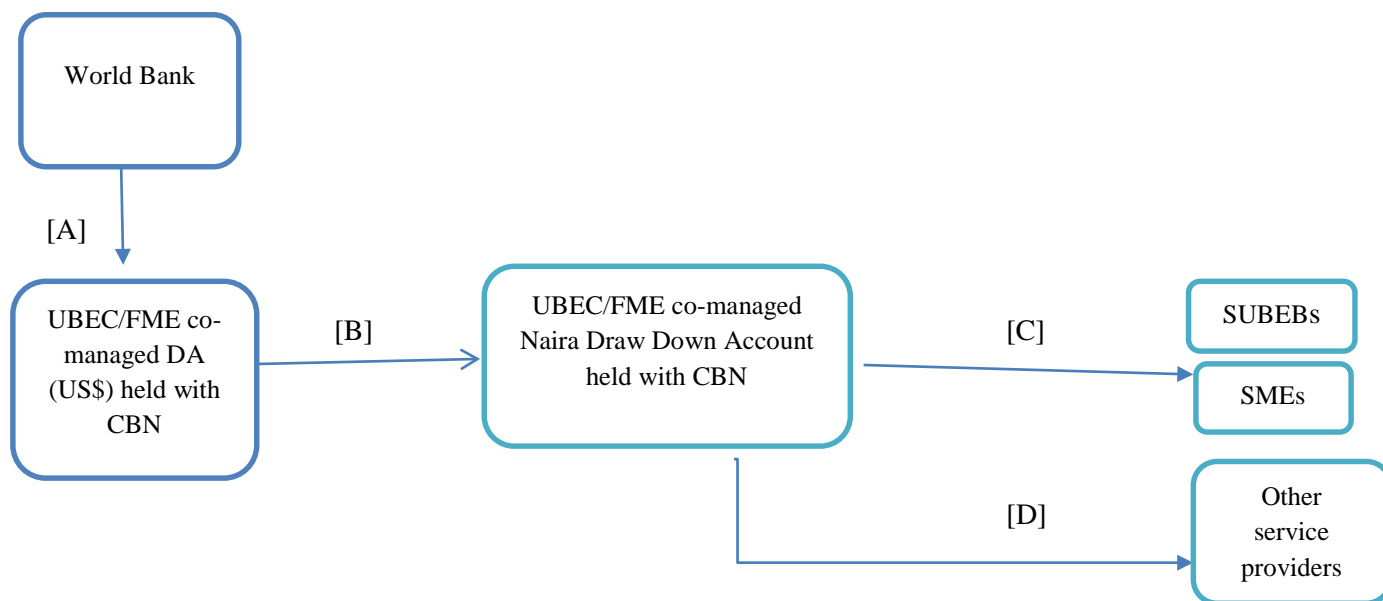 World Bank
[A]
UBEC/FME co-
managed DA
(US$) held with
CBN
[B]
UBEC/FME co-managed
Naira Draw Down Account
held with CBN
[C]
SUBEBs
SMEs
[D]
Other
service
providers